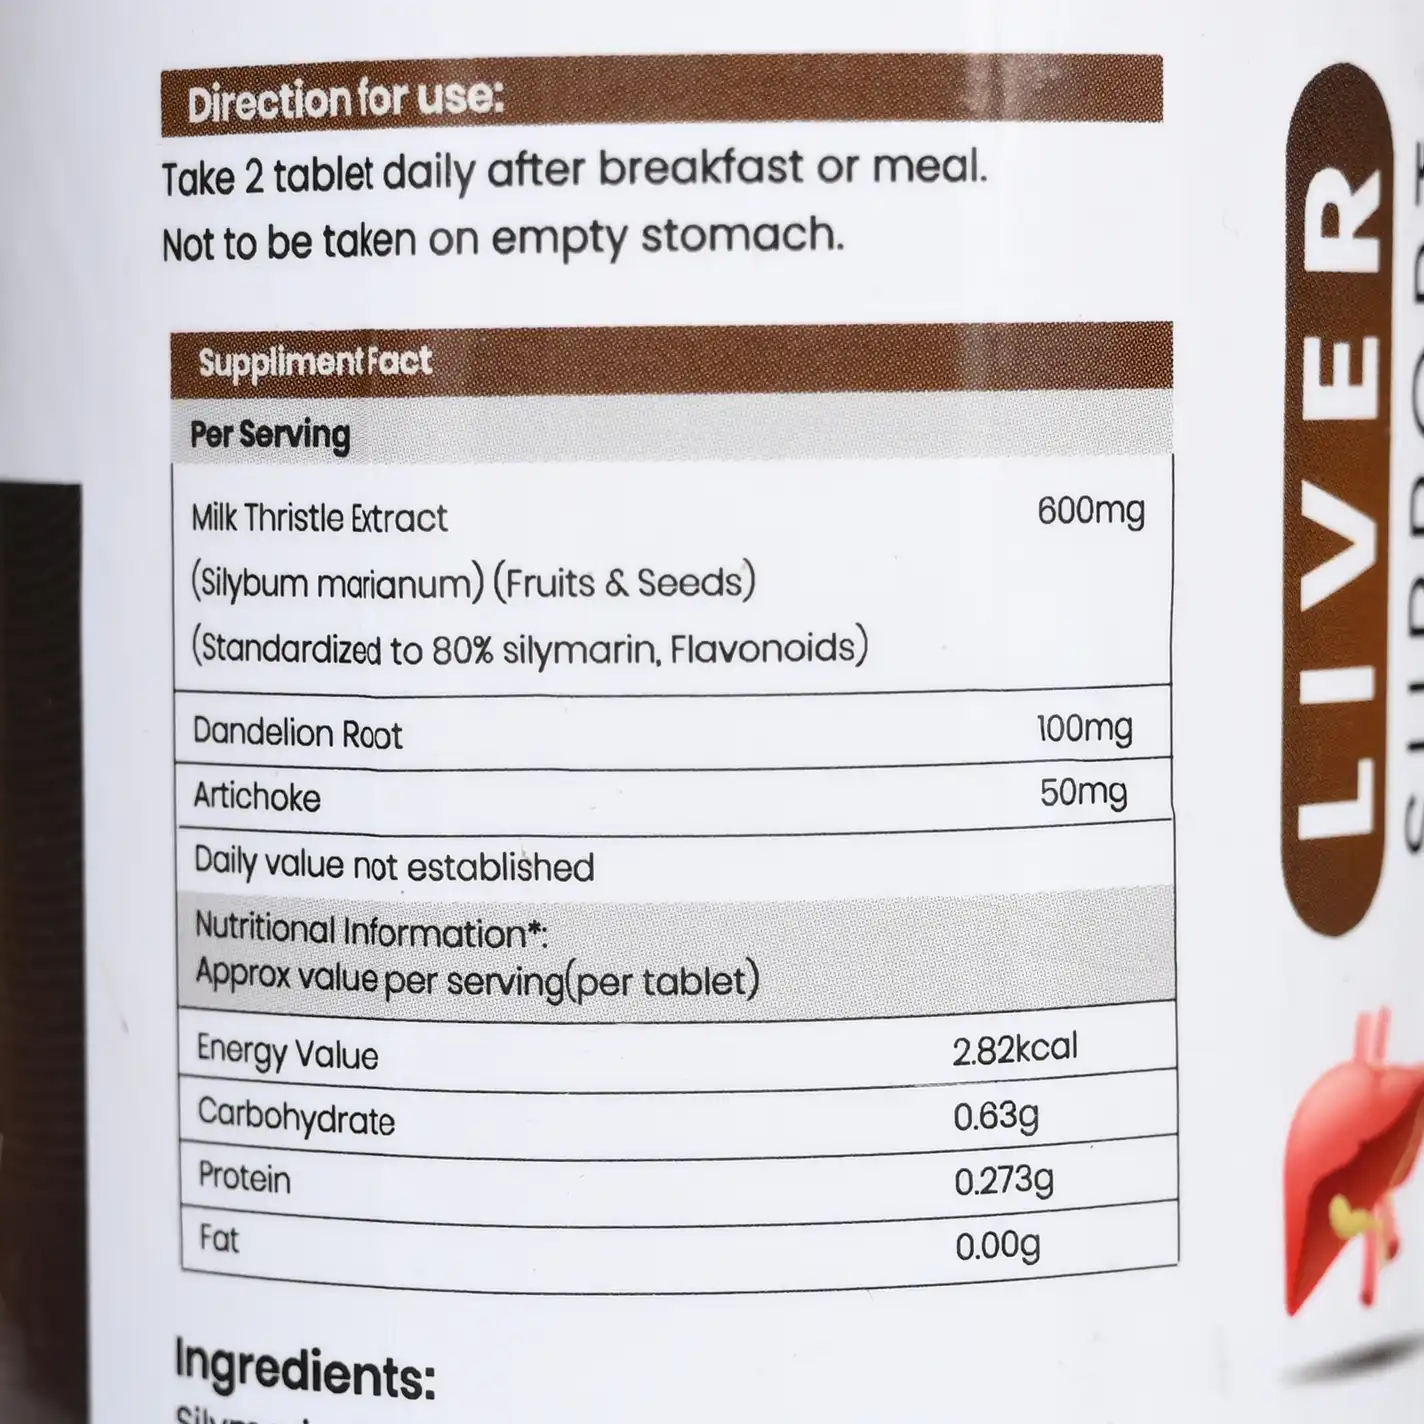 Direction for use:
Take 2 tablet daily after breakfast or meal.
Not to be taken on empty stomach.
Suppliment Fact
Per Serving
Milk Thristle Extract 600mg
(Silybum marianum) (Fruits & Seeds)
(Standardized to 80% silymarin, Flavonoids)
Dandelion Root 100mg
Artichoke 50mg
Daily value not established
Nutritional Information*:
Approx value per serving(per tablet)
Energy Value 2.82kcal
Carbohydrate 0.63g
Protein 0.273g
Fat 0.00g
Ingredients:
LIVER